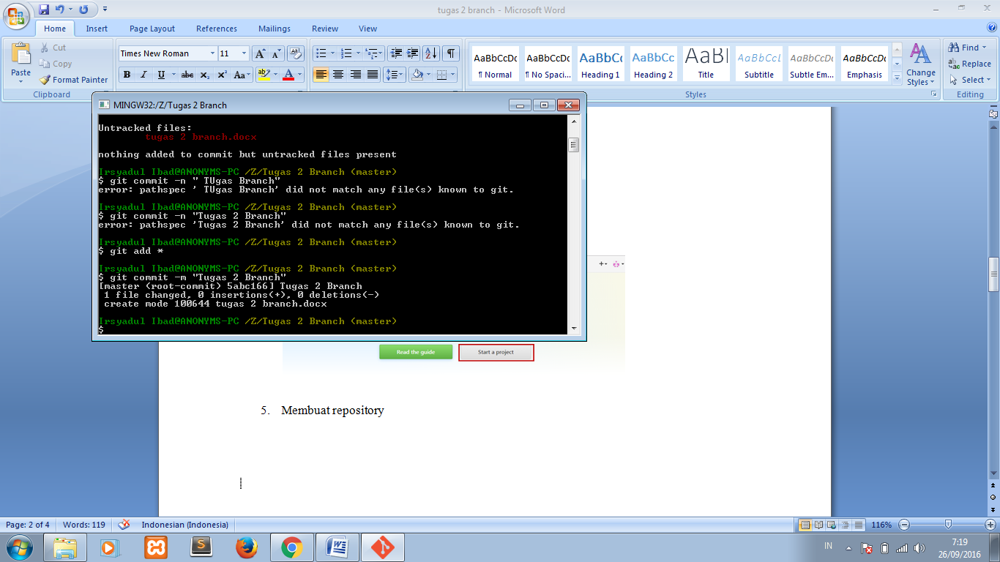 tugas 2 branch - Microsoft Word
Home Insert Page Layout References Mailings Review View
Paste
Cut
Copy
Format Painter
Clipboard
Times New Roman 11
B I U abc x₂ x² Aa
AaBbCcDc AaBbCcDc AaBbC AaBbCc AaB AaBbCcL AaBbCcDc AaBbCcDc
¶ Normal ¶ No Spaci... Heading 1 Heading 2 Title Subtitle Subtle Em... Emphasis
Change Styles
Styles
Find
Replace
Select
Editing
MINGW32:/Z/Tugas 2 Branch
Untracked files:
tugas 2 branch.docx
nothing added to commit but untracked files present
Irsyadul Ibad@ANONYMS-PC /Z/Tugas 2 Branch (master)
$ git commit -n " TUgas Branch"
error: pathspec ' TUgas Branch' did not match any file(s) known to git.
Irsyadul Ibad@ANONYMS-PC /Z/Tugas 2 Branch (master)
$ git commit -n "Tugas 2 Branch"
error: pathspec 'Tugas 2 Branch' did not match any file(s) known to git.
Irsyadul Ibad@ANONYMS-PC /Z/Tugas 2 Branch (master)
$ git add *
Irsyadul Ibad@ANONYMS-PC /Z/Tugas 2 Branch (master)
$ git commit -m "Tugas 2 Branch"
[master (root-commit) 5abc166] Tugas 2 Branch
1 file changed, 0 insertions(+), 0 deletions(-)
create mode 100644 tugas 2 branch.docx
Irsyadul Ibad@ANONYMS-PC /Z/Tugas 2 Branch (master)
$
Read the guide Start a project
5. Membuat repository
Page: 2 of 4 Words: 119 Indonesian (Indonesia) 116%
IN
7:19
26/09/2016